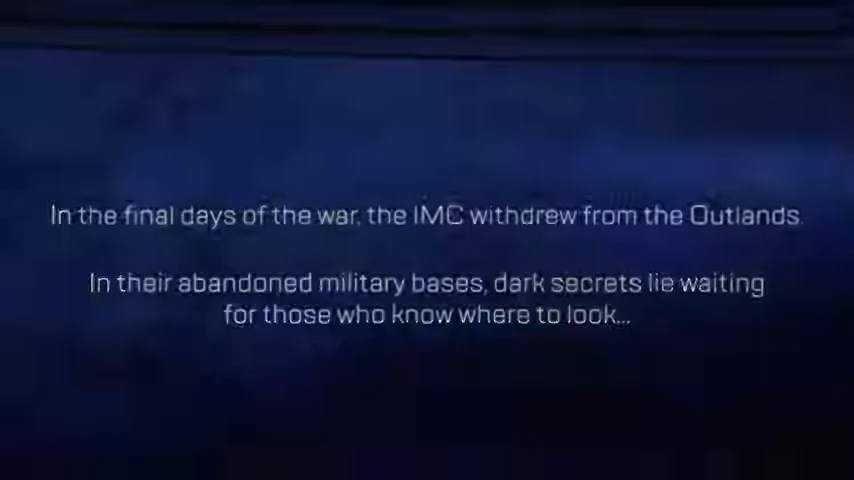 In the final days of the war, the IMC withdrew from the Outlands.
In their abandoned military bases, dark secrets lie waiting
for those who know where to look...